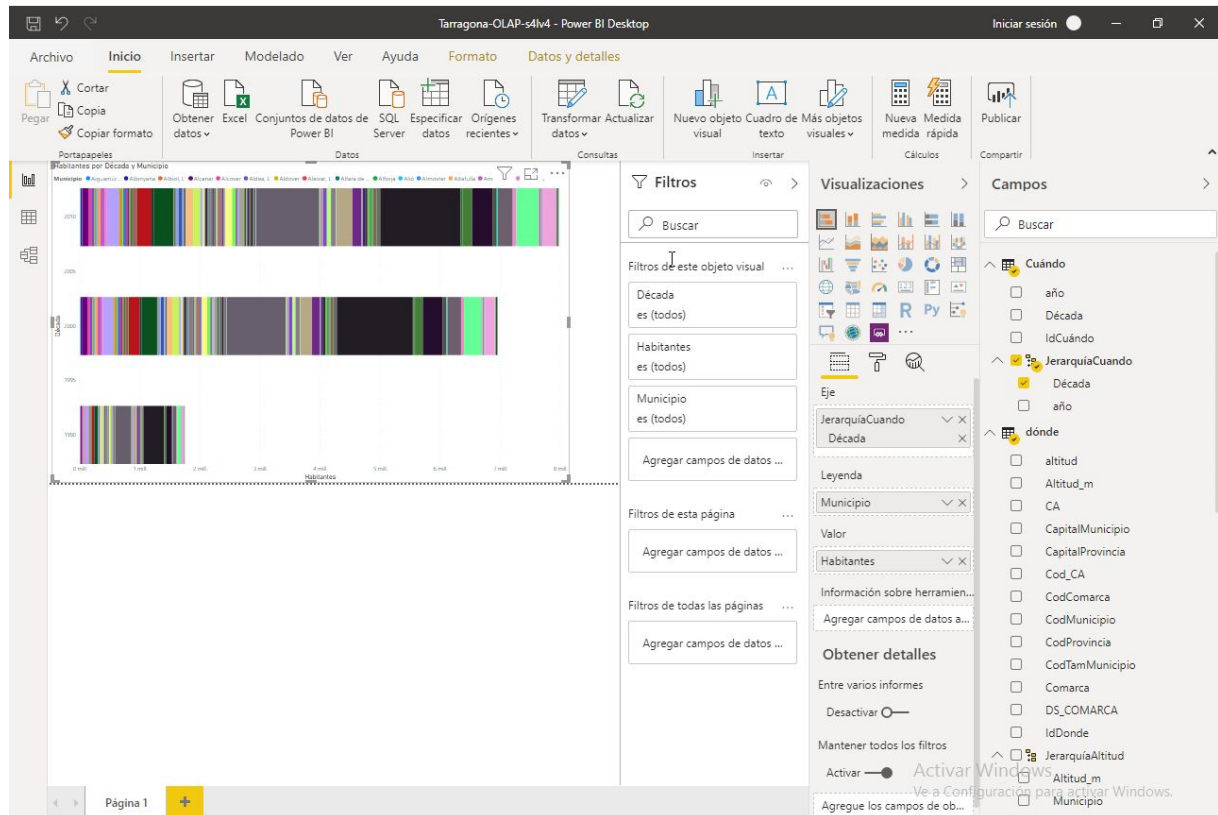 Tarragona-OLAP-s4lv4 - Power BI Desktop
Iniciar sesión
Archivo Inicio Insertar Modelado Ver Ayuda Formato Datos y detalles
Pegar
Cortar
Copia
Copiar formato
Portapapeles
Obtener datos
Excel
Conjuntos de datos de Power BI
SQL Server
Especificar datos
Orígenes recientes
Datos
Transformar datos
Actualizar
Consultas
Nuevo objeto visual
Cuadro de texto
Más objetos visuales
Insertar
Nueva medida
Medida rápida
Cálculos
Publicar
Compartir
Habitantes por Década y Municipio
Municipio
2010
2005
2000
1995
1990
Década
0 mill. 1 mill. 2 mill. 3 mill. 4 mill. 5 mill. 6 mill. 7 mill. 8 mill.
Habitantes
Filtros
Buscar
Filtros de este objeto visual ...
Década
es (todos)
Habitantes
es (todos)
Municipio
es (todos)
Agregar campos de datos ...
Filtros de esta página ...
Agregar campos de datos ...
Filtros de todas las páginas ...
Agregar campos de datos ...
Visualizaciones
R Py
...
Eje
JerarquíaCuando
Década
Leyenda
Municipio
Valor
Habitantes
Información sobre herramien...
Agregar campos de datos a...
Obtener detalles
Entre varios informes
Desactivar
Mantener todos los filtros
Activar
Agregue los campos de ob...
Campos
Buscar
Cuándo
año
Década
IdCuándo
JerarquíaCuando
Década
año
dónde
altitud
Altitud_m
CA
CapitalMunicipio
CapitalProvincia
Cod_CA
CodComarca
CodMunicipio
CodProvincia
CodTamMunicipio
Comarca
DS_COMARCA
IdDonde
JerarquíaAltitud
Altitud_m
Municipio
Activar Windows
Ve a Configuración para activar Windows.
Página 1